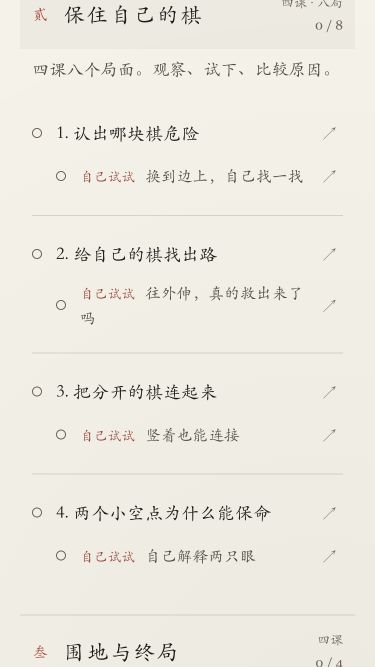 贰 保住自己的棋
四课 · 八局
0 / 8
四课八个局面。观察、试下、比较原因。
1. 认出哪块棋危险
自己试试 换到边上，自己找一找
2. 给自己的棋找出路
自己试试 往外伸，真的救出来了
吗
3. 把分开的棋连起来
自己试试 竖着也能连接
4. 两个小空点为什么能保命
自己试试 自己解释两只眼
叁 围地与终局
四课
0 / 4